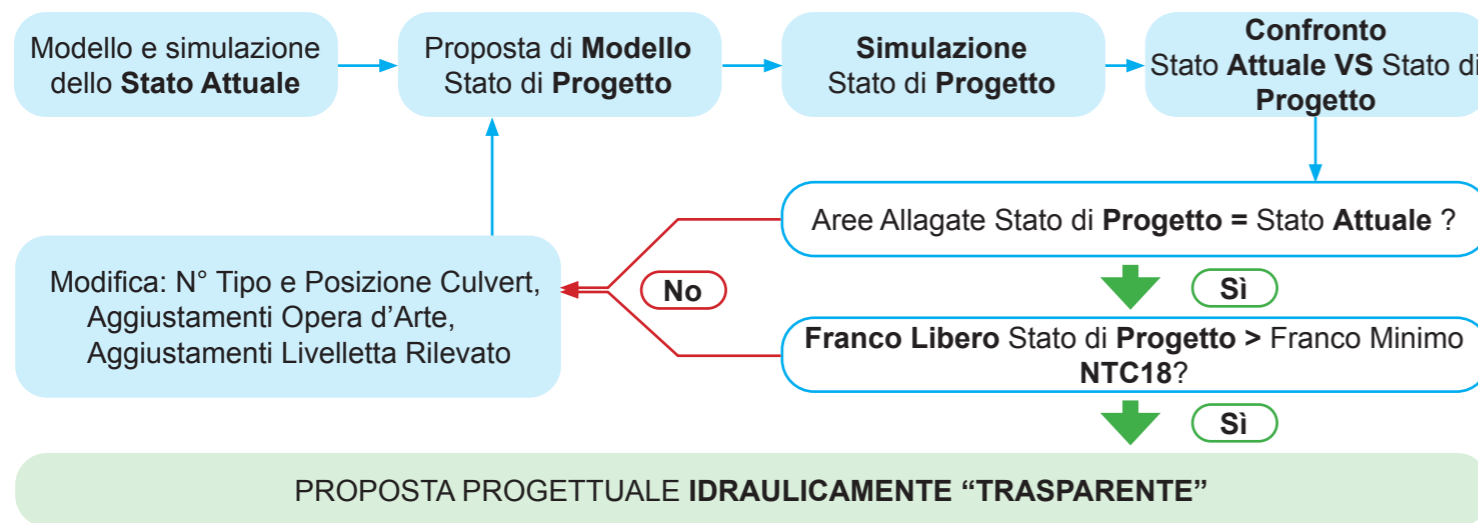 Modello e simulazione
dello Stato Attuale
Proposta di Modello
Stato di Progetto
Simulazione
Stato di Progetto
Confronto
Stato Attuale VS Stato di
Progetto
Aree Allagate Stato di Progetto = Stato Attuale ?
Sì
Modifica: N° Tipo e Posizione Culvert,
Aggiustamenti Opera d’Arte,
Aggiustamenti Livelletta Rilevato
No
Franco Libero Stato di Progetto > Franco Minimo
NTC18?
Sì
PROPOSTA PROGETTUALE IDRAULICAMENTE “TRASPARENTE”